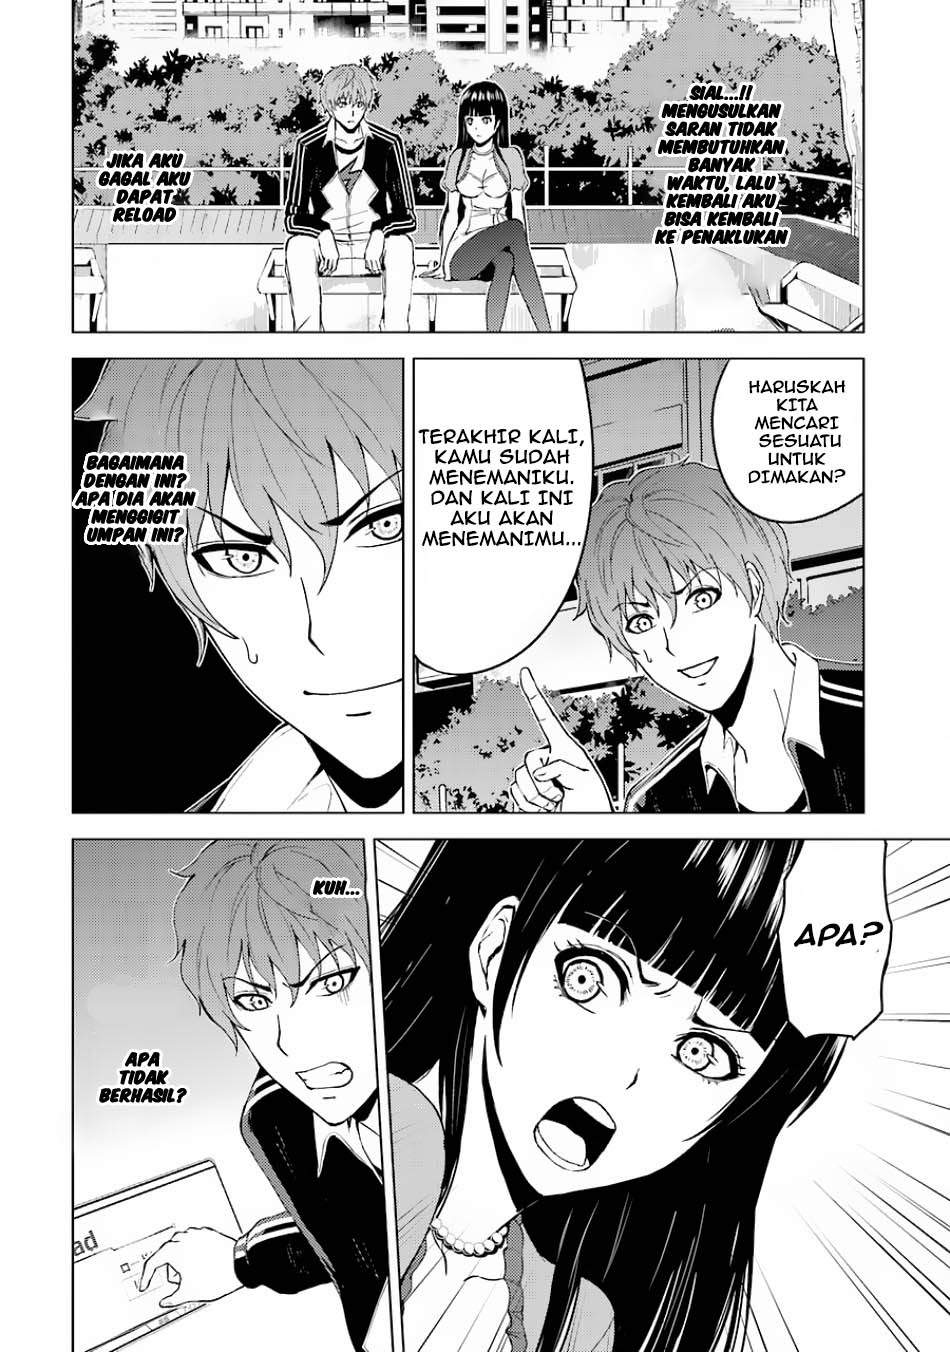 SIAL...!!
MENGUSULKAN
SARAN TIDAK
MEMBUTUHKAN
BANYAK
WAKTU, LALU
KEMBALI AKU
BISA KEMBALI
KE PENAKLUKAN
JIKA AKU
GAGAL AKU
DAPAT
RELOAD
HARUSKAH
KITA
MENCARI
SESUATU
UNTUK
DIMAKAN?
TERAKHIR KALI,
KAMU SUDAH
MENEMANIKU.
DAN KALI INI
AKU AKAN
MENEMANIMU...
BAGAIMANA
DENGAN INI?
APA DIA AKAN
MENGGIGIT
UMPAN INI?
APA?
KUH...
APA
TIDAK
BERHASIL?
ad